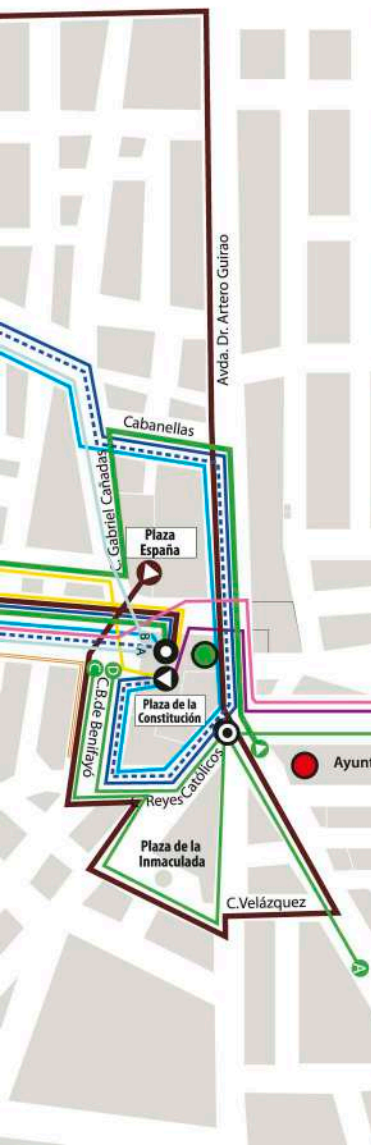 Avda. Dr. Artero Guirao
Cabanellas
C. Gabriel Cañadas
Plaza
España
B
A
C
D
Plaza de la
Constitución
C.B.de Benifayó
Reyes Católicos
Ayunt
Plaza de la
Inmaculada
C.Velázquez
A